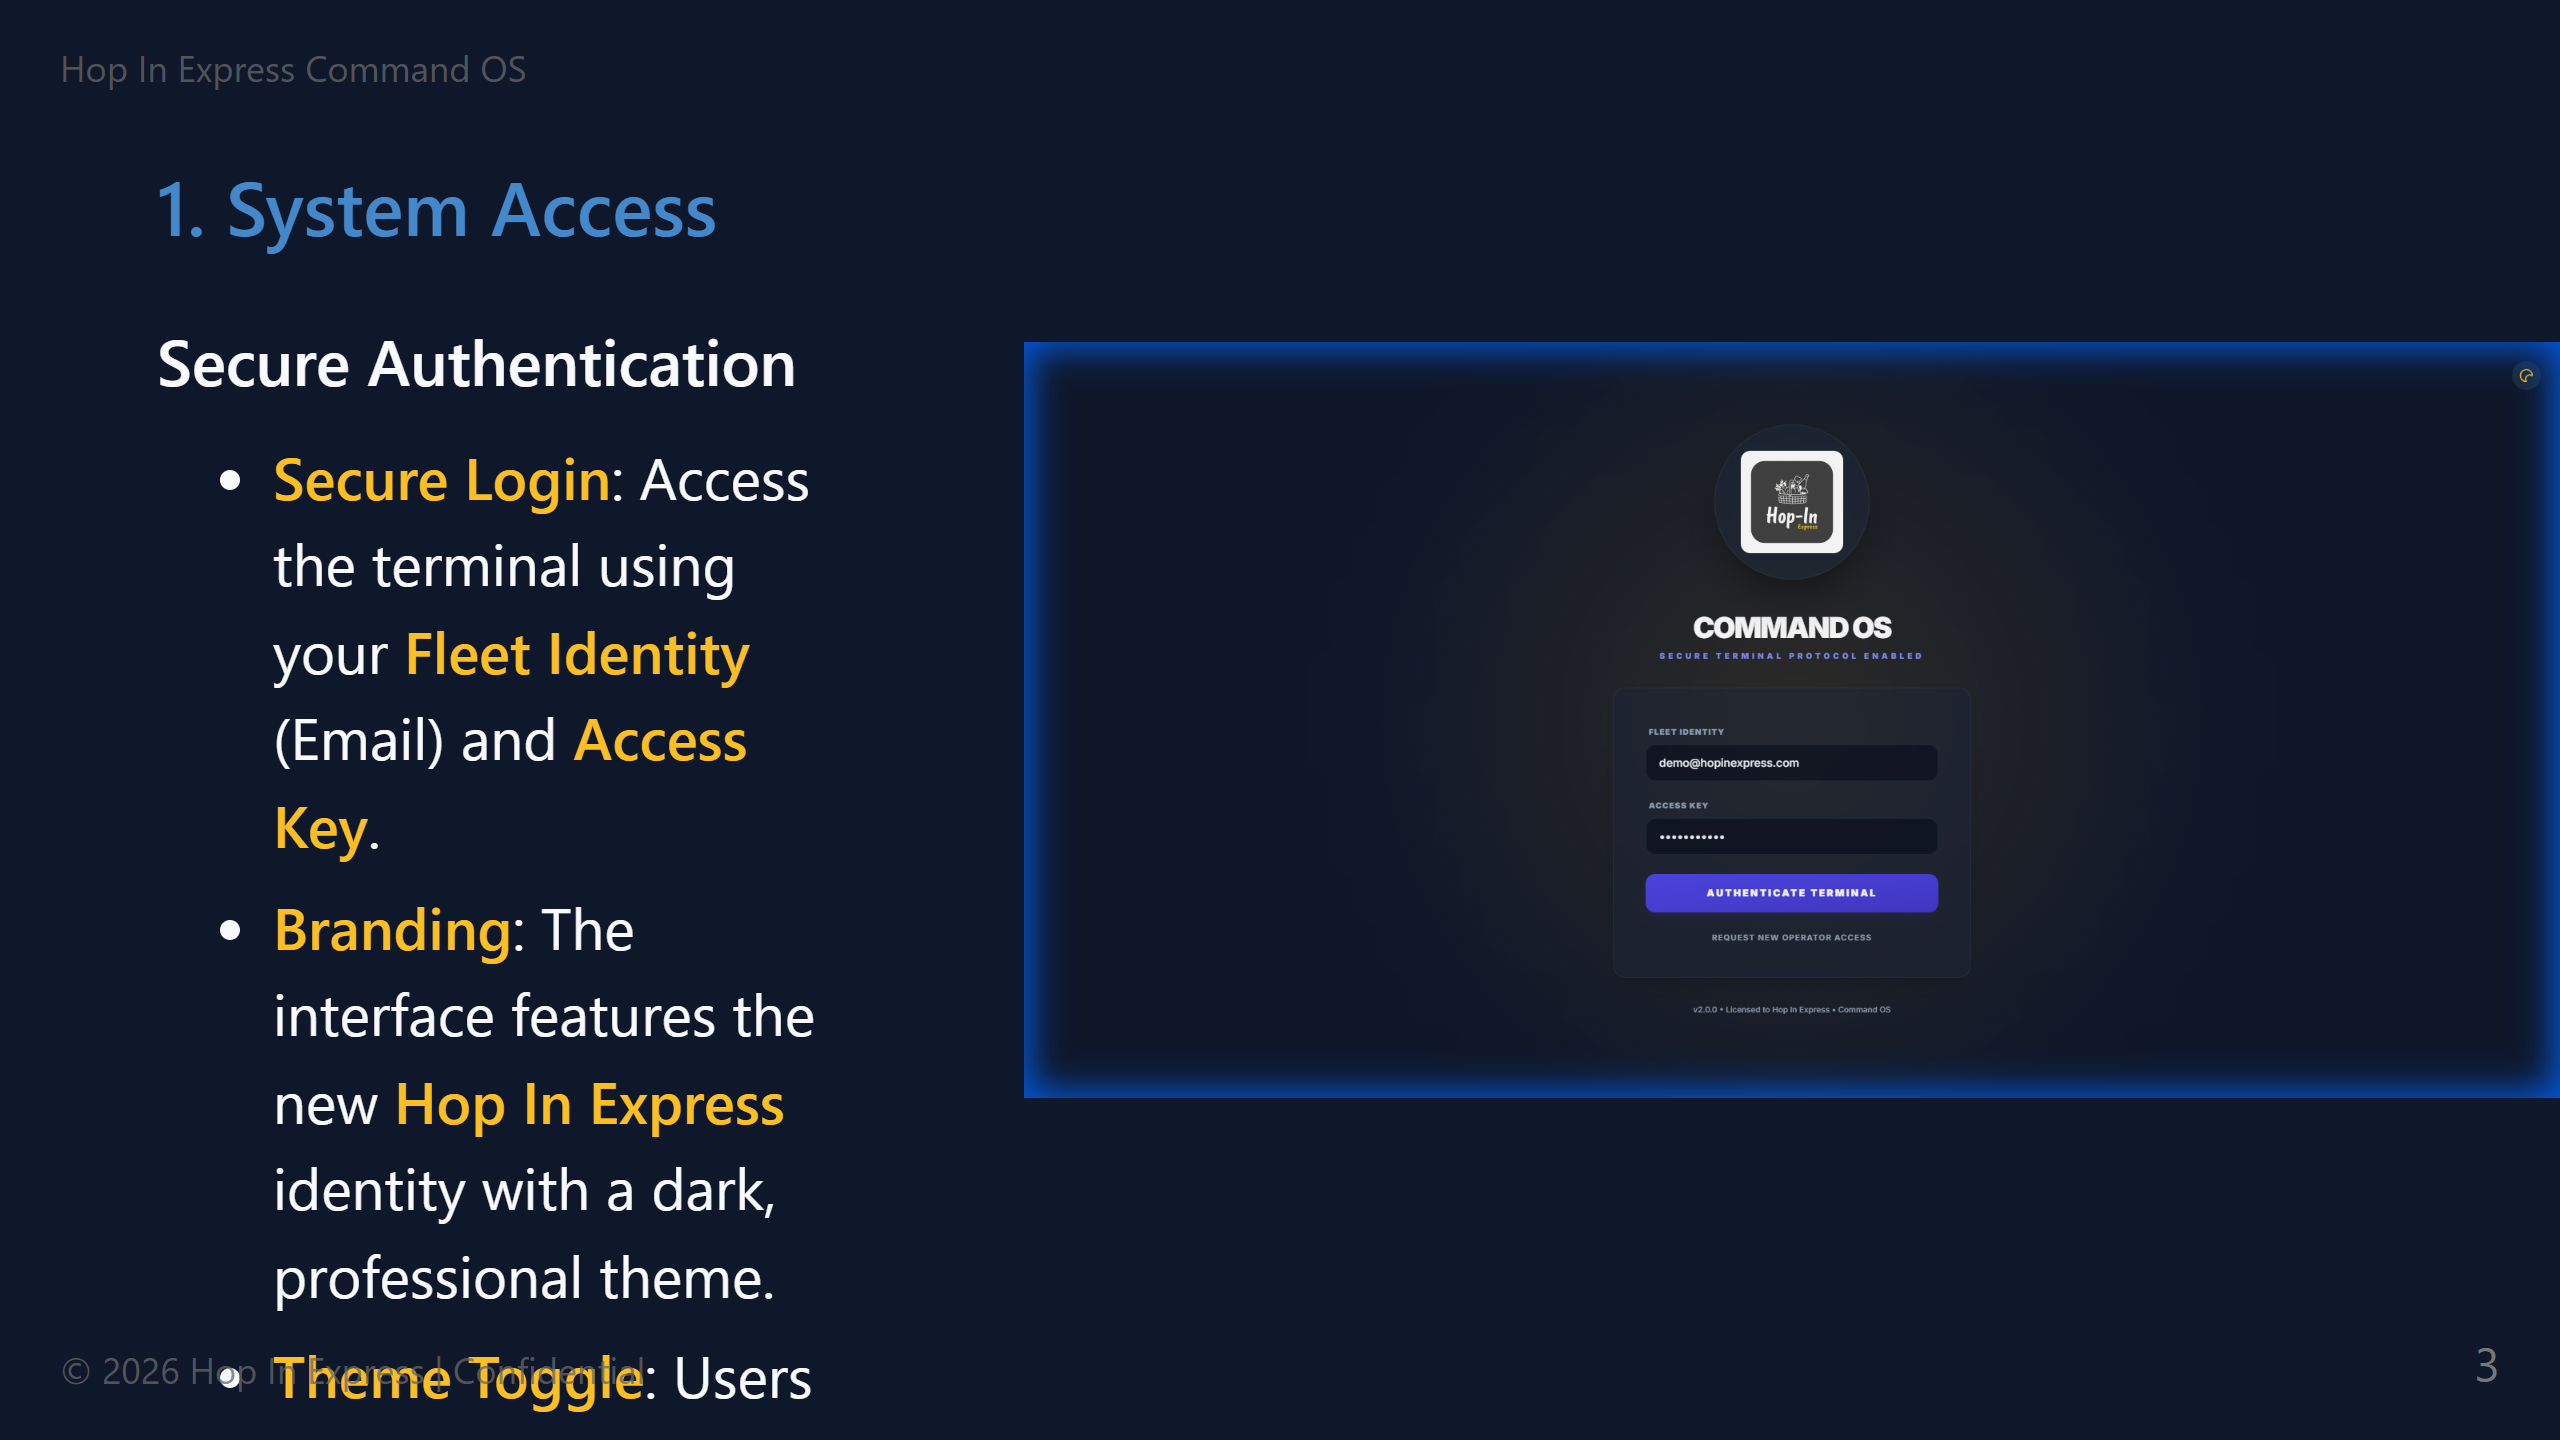 Hop In Express Command OS
1. System Access
Secure Authentication
• Secure Login: Access
the terminal using
your Fleet Identity
(Email) and Access
Key.
• Branding: The
interface features the
new Hop In Express
identity with a dark,
professional theme.
• Theme Toggle: Users
Hop-In
Express
COMMAND OS
SECURE TERMINAL PROTOCOL ENABLED
FLEET IDENTITY
demo@hopinexpress.com
ACCESS KEY
•••••••••••
AUTHENTICATE TERMINAL
REQUEST NEW OPERATOR ACCESS
v2.0.0 • Licensed to Hop In Express • Command OS
© 2026 Hop In Express | Confidential
3